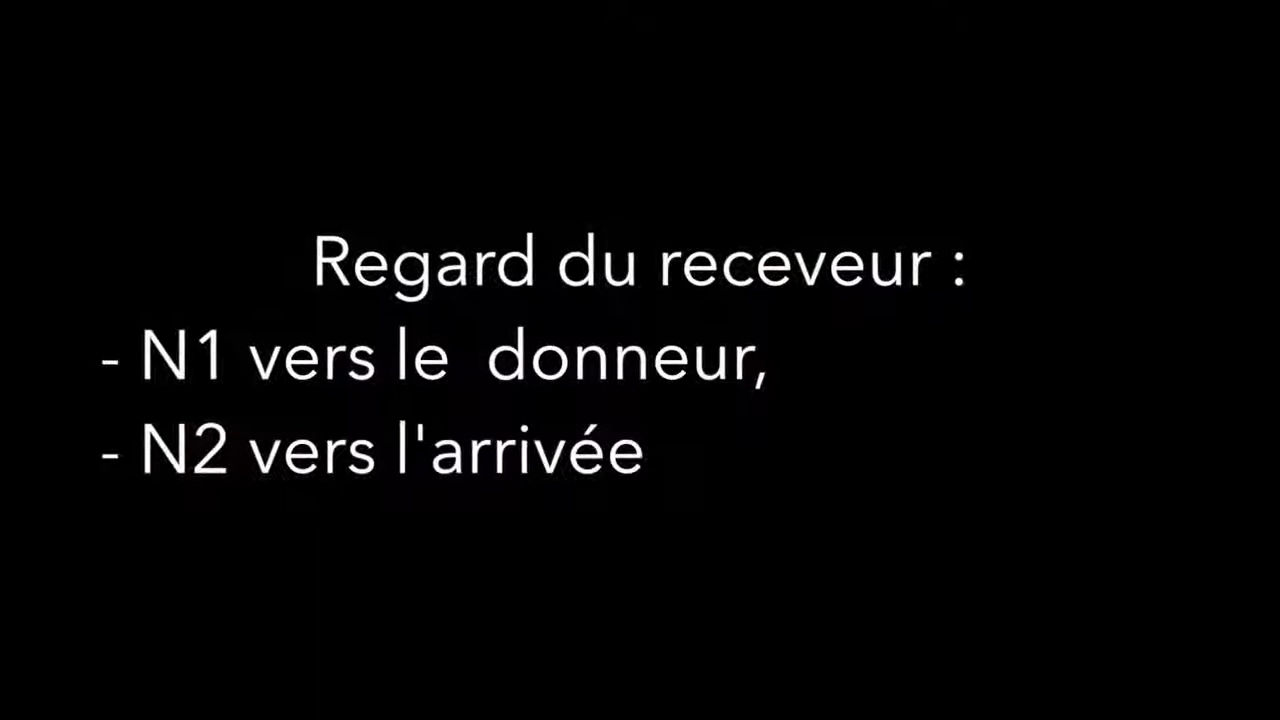 Regard du receveur :
- N1 vers le  donneur,
- N2 vers l'arrivée